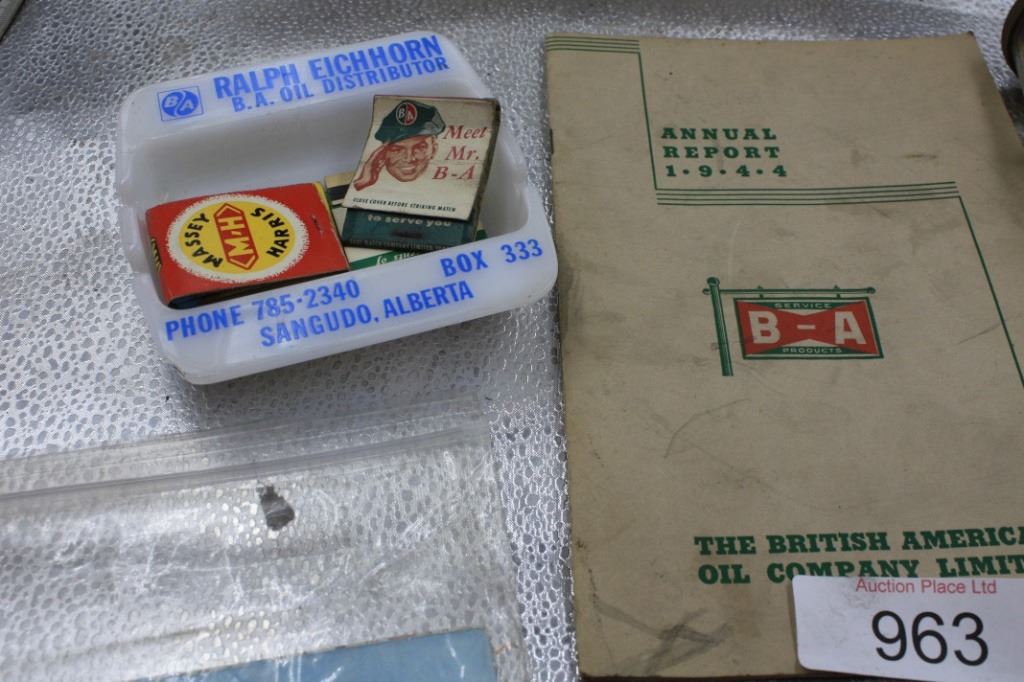 RALPH EICHHORN
B.A. OIL DISTRIBUTOR
B/A
BA
Meet
Mr.
B-A
CLOSE COVER BEFORE STRIKING MATCH
to serve you
MASSEY
M-H
HARRIS
PHONE 785-2340
BOX 333
SANGUDO, ALBERTA
ANNUAL
REPORT
1·9·4·4
SERVICE
B-A
PRODUCTS
THE BRITISH AMERICA
OIL COMPANY LIMIT
Auction Place Ltd
963